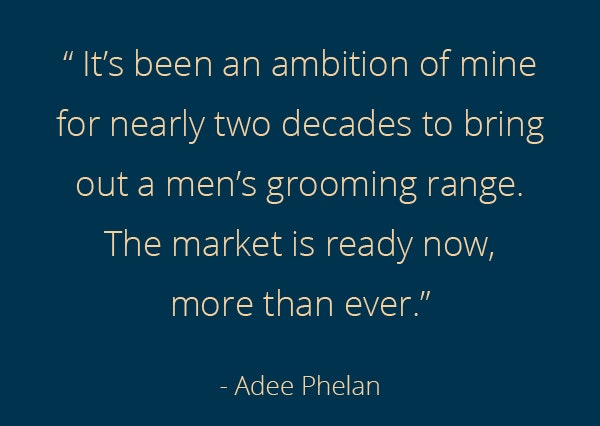 “ It’s been an ambition of mine
for nearly two decades to bring
out a men’s grooming range.
The market is ready now,
more than ever.”
- Adee Phelan